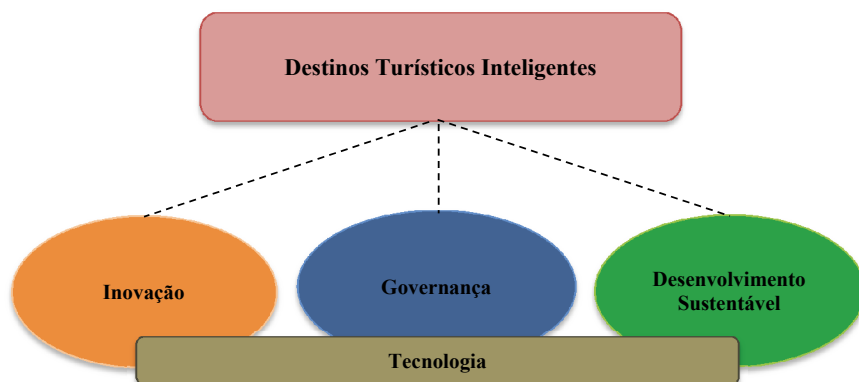 Destinos Turísticos Inteligentes
Inovação
Governança
Desenvolvimento
Sustentável
Tecnologia